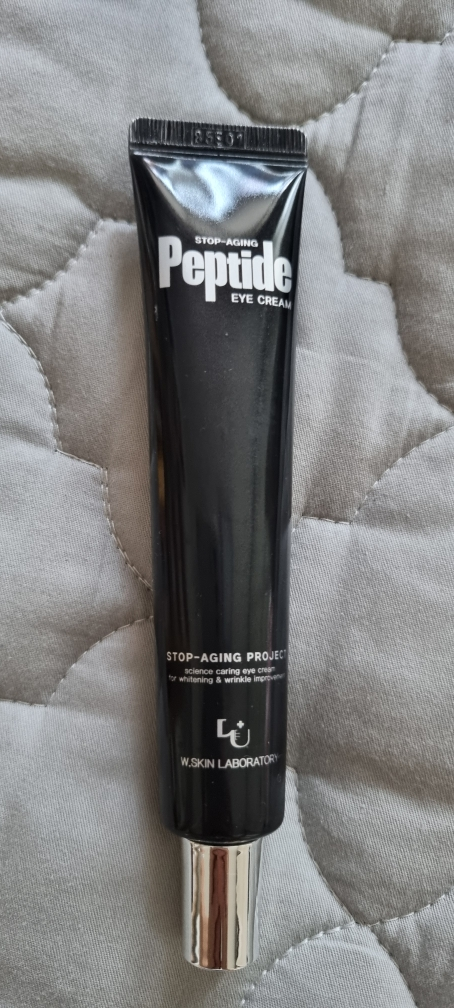 STOP-AGING
Peptide
EYE CREAM
STOP-AGING PROJECT
science caring eye cream
for whitening & wrinkle improvement
W.SKIN LABORATORY